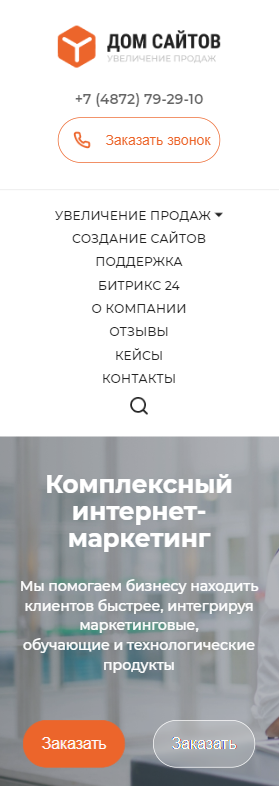 ДОМ САЙТОВ
УВЕЛИЧЕНИЕ ПРОДАЖ
+7 (4872) 79-29-10
Заказать звонок
УВЕЛИЧЕНИЕ ПРОДАЖ
СОЗДАНИЕ САЙТОВ
ПОДДЕРЖКА
БИТРИКС 24
О КОМПАНИИ
ОТЗЫВЫ
КЕЙСЫ
КОНТАКТЫ
Комплексный
интернет-
маркетинг
Мы помогаем бизнесу находить
клиентов быстрее, интегрируя
маркетинговые,
обучающие и технологические
продукты
Заказать
Заказать